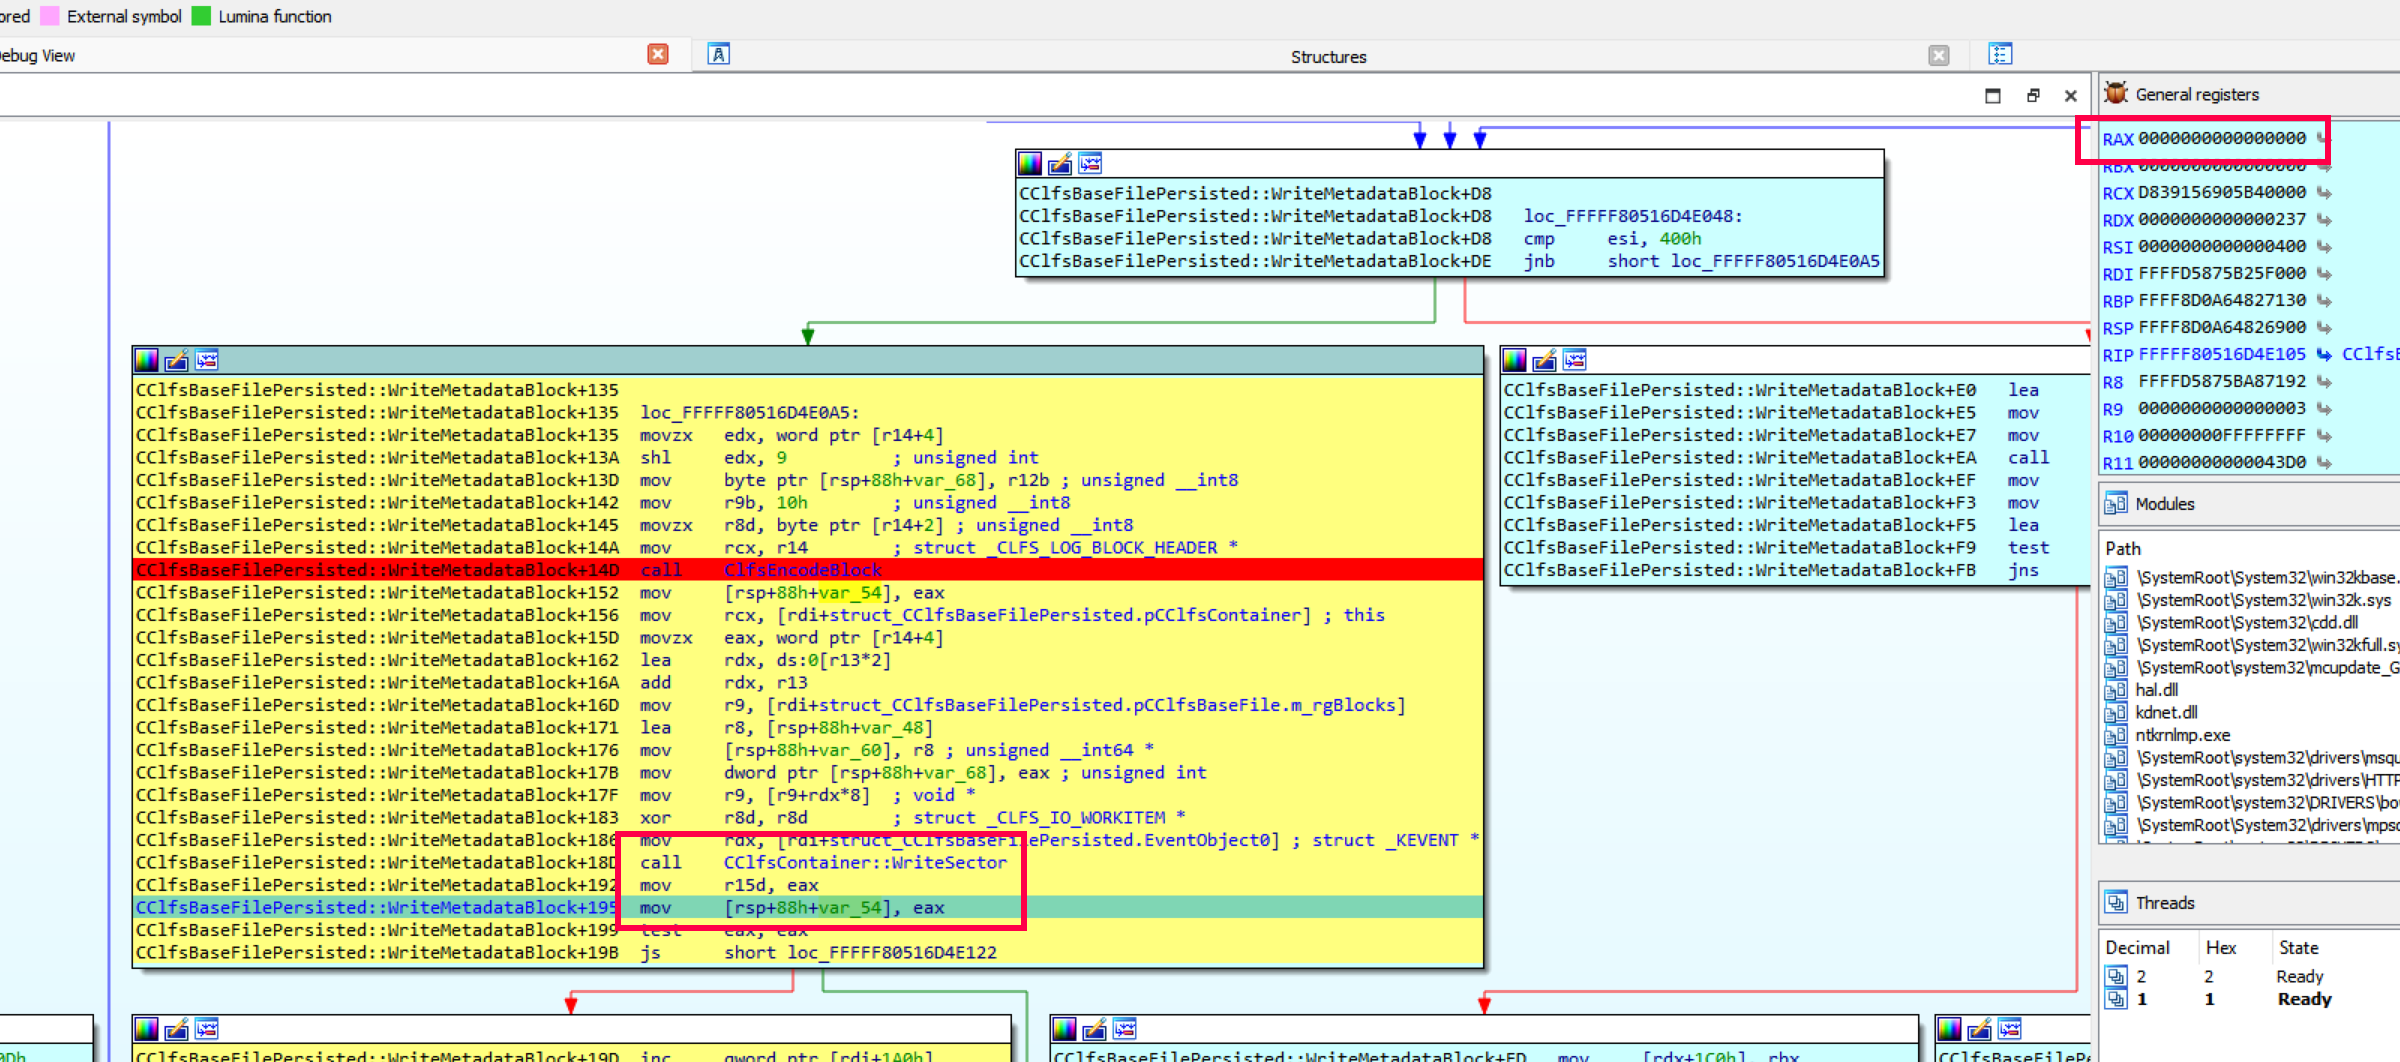 External symbol Lumina function
ebug View
Structures
General registers
RAX 0000000000000000
RBX 0000000000000000
RCX D839156905B40000
RDX 0000000000000237
RSI 0000000000000400
RDI FFFFD5875B25F000
RBP FFFF8D0A64827130
RSP FFFF8D0A64826900
RIP FFFFF80516D4E105
R8 FFFFD5875BA87192
R9 0000000000000003
R10 00000000FFFFFFFF
R11 00000000000043D0
CClfsBaseFilePersisted::WriteMetadataBlock+D8
CClfsBaseFilePersisted::WriteMetadataBlock+D8 loc_FFFFF80516D4E048:
CClfsBaseFilePersisted::WriteMetadataBlock+D8 cmp esi, 400h
CClfsBaseFilePersisted::WriteMetadataBlock+DE jnb short loc_FFFFF80516D4E0A5
CClfsBaseFilePersisted::WriteMetadataBlock+135
CClfsBaseFilePersisted::WriteMetadataBlock+135 loc_FFFFF80516D4E0A5:
CClfsBaseFilePersisted::WriteMetadataBlock+135 movzx edx, word ptr [r14+4]
CClfsBaseFilePersisted::WriteMetadataBlock+13A shl edx, 9 ; unsigned int
CClfsBaseFilePersisted::WriteMetadataBlock+13D mov byte ptr [rsp+88h+var_68], r12b ; unsigned __int8
CClfsBaseFilePersisted::WriteMetadataBlock+142 mov r9b, 10h ; unsigned __int8
CClfsBaseFilePersisted::WriteMetadataBlock+145 movzx r8d, byte ptr [r14+2] ; unsigned __int8
CClfsBaseFilePersisted::WriteMetadataBlock+14A mov rcx, r14 ; struct _CLFS_LOG_BLOCK_HEADER *
CClfsBaseFilePersisted::WriteMetadataBlock+14D call ClfsEncodeBlock
CClfsBaseFilePersisted::WriteMetadataBlock+152 mov [rsp+88h+var_54], eax
CClfsBaseFilePersisted::WriteMetadataBlock+156 mov rcx, [rdi+struct_CClfsBaseFilePersisted.pCClfsContainer] ; this
CClfsBaseFilePersisted::WriteMetadataBlock+15D movzx eax, word ptr [r14+4]
CClfsBaseFilePersisted::WriteMetadataBlock+162 lea rdx, ds:0[r13*2]
CClfsBaseFilePersisted::WriteMetadataBlock+16A add rdx, r13
CClfsBaseFilePersisted::WriteMetadataBlock+16D mov r9, [rdi+struct_CClfsBaseFilePersisted.pCClfsBaseFile.m_rgBlocks]
CClfsBaseFilePersisted::WriteMetadataBlock+171 lea r8, [rsp+88h+var_48]
CClfsBaseFilePersisted::WriteMetadataBlock+176 mov [rsp+88h+var_60], r8 ; unsigned __int64 *
CClfsBaseFilePersisted::WriteMetadataBlock+17B mov dword ptr [rsp+88h+var_68], eax ; unsigned int
CClfsBaseFilePersisted::WriteMetadataBlock+17F mov r9, [r9+rdx*8] ; void *
CClfsBaseFilePersisted::WriteMetadataBlock+183 xor r8d, r8d ; struct _CLFS_IO_WORKITEM *
CClfsBaseFilePersisted::WriteMetadataBlock+186 mov rdx, [rdi+struct_CClfsBaseFilePersisted.EventObject0] ; struct _KEVENT *
CClfsBaseFilePersisted::WriteMetadataBlock+18D call CClfsContainer::WriteSector
CClfsBaseFilePersisted::WriteMetadataBlock+192 mov r15d, eax
CClfsBaseFilePersisted::WriteMetadataBlock+195 mov [rsp+88h+var_54], eax
CClfsBaseFilePersisted::WriteMetadataBlock+199 test eax, eax
CClfsBaseFilePersisted::WriteMetadataBlock+19B js short loc_FFFFF80516D4E122
CClfsBaseFilePersisted::WriteMetadataBlock+E0 lea
CClfsBaseFilePersisted::WriteMetadataBlock+E5 mov
CClfsBaseFilePersisted::WriteMetadataBlock+E7 mov
CClfsBaseFilePersisted::WriteMetadataBlock+EA call
CClfsBaseFilePersisted::WriteMetadataBlock+EF mov
CClfsBaseFilePersisted::WriteMetadataBlock+F3 mov
CClfsBaseFilePersisted::WriteMetadataBlock+F5 lea
CClfsBaseFilePersisted::WriteMetadataBlock+F9 test
CClfsBaseFilePersisted::WriteMetadataBlock+FB jns
Modules
Path
\SystemRoot\System32\win32kbase.
\SystemRoot\System32\win32k.sys
\SystemRoot\System32\cdd.dll
\SystemRoot\System32\win32kfull.sy
\SystemRoot\system32\mcupdate_G
hal.dll
kdnet.dll
ntkrnlmp.exe
\SystemRoot\system32\drivers\msqu
\SystemRoot\system32\drivers\HTTP
\SystemRoot\system32\DRIVERS\bo
\SystemRoot\system32\drivers\mpsd
Threads
Decimal Hex State
2 2 Ready
1 1 Ready
CClfsBaseFilePersisted::WriteMetadataBlock+19D inc qword ptr [rdi+1A0h]
CClfsBaseFilePersisted::WriteMetadataBlock+FD mov [rdx+1C0h], rbx